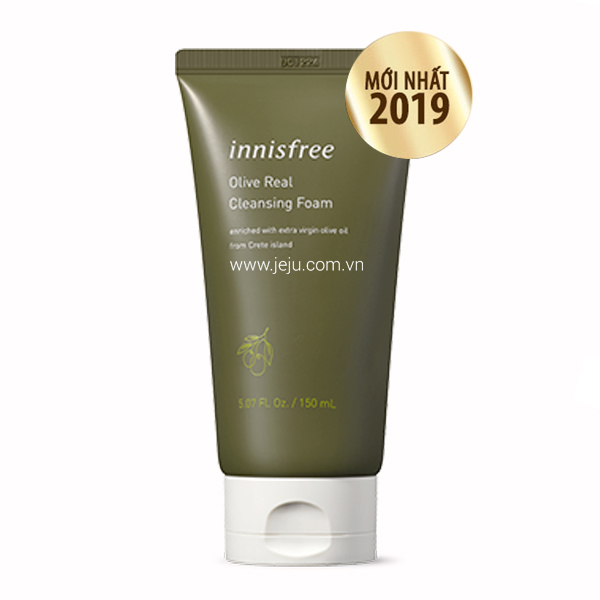 MỚI NHẤT
2019
innisfree
Olive Real
Cleansing Foam
enriched with extra virgin olive oil
from Crete island
www.jeju.com.vn
5.07 FL. Oz. / 150 mL